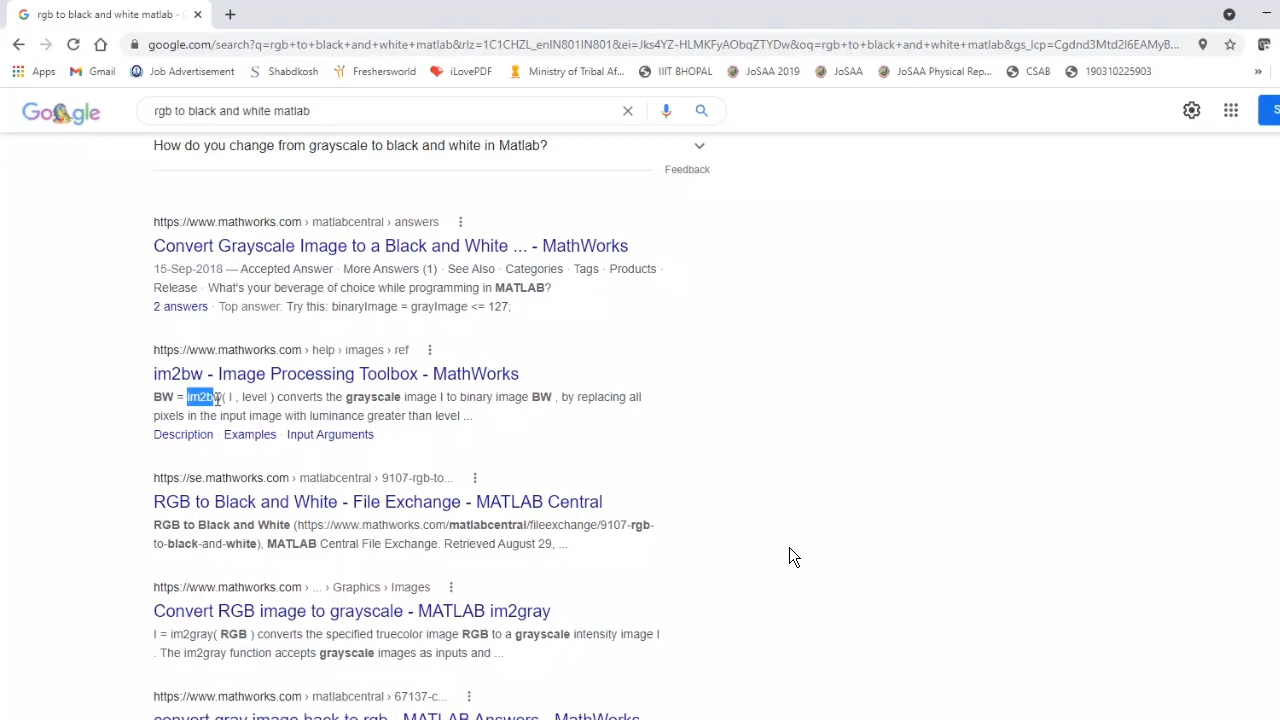 rgb to black and white matlab -
google.com/search?q=rgb+to+black+and+white+matlab&rlz=1C1CHZL_enIN801IN801&ei=Jks4YZ-HLMKFyAObqZTYDw&oq=rgb+to+black+and+white+matlab&gs_lcp=Cgdnd3Mtd2l6EAMyB...
Apps Gmail Job Advertisement Shabdkosh Freshersworld iLovePDF Ministry of Tribal Af... IIIT BHOPAL JoSAA 2019 JoSAA JoSAA Physical Rep... CSAB 190310225903 »
Google rgb to black and white matlab S
How do you change from grayscale to black and white in Matlab?
Feedback
https://www.mathworks.com › matlabcentral › answers
Convert Grayscale Image to a Black and White ... - MathWorks
15-Sep-2018 — Accepted Answer · More Answers (1) · See Also · Categories · Tags · Products ·
Release · What's your beverage of choice while programming in MATLAB?
2 answers · Top answer: Try this: binaryImage = grayImage <= 127;
https://www.mathworks.com › help › images › ref
im2bw - Image Processing Toolbox - MathWorks
BW = im2bw( I , level ) converts the grayscale image I to binary image BW , by replacing all
pixels in the input image with luminance greater than level ...
Description · Examples · Input Arguments
https://se.mathworks.com › matlabcentral › 9107-rgb-to...
RGB to Black and White - File Exchange - MATLAB Central
RGB to Black and White (https://www.mathworks.com/matlabcentral/fileexchange/9107-rgb-
to-black-and-white), MATLAB Central File Exchange. Retrieved August 29, ...
https://www.mathworks.com › ... › Graphics › Images
Convert RGB image to grayscale - MATLAB im2gray
I = im2gray( RGB ) converts the specified truecolor image RGB to a grayscale intensity image I
. The im2gray function accepts grayscale images as inputs and ...
https://www.mathworks.com › matlabcentral › 67137-c...
convert gray image back to rgb - MATLAB Answers - MathWorks